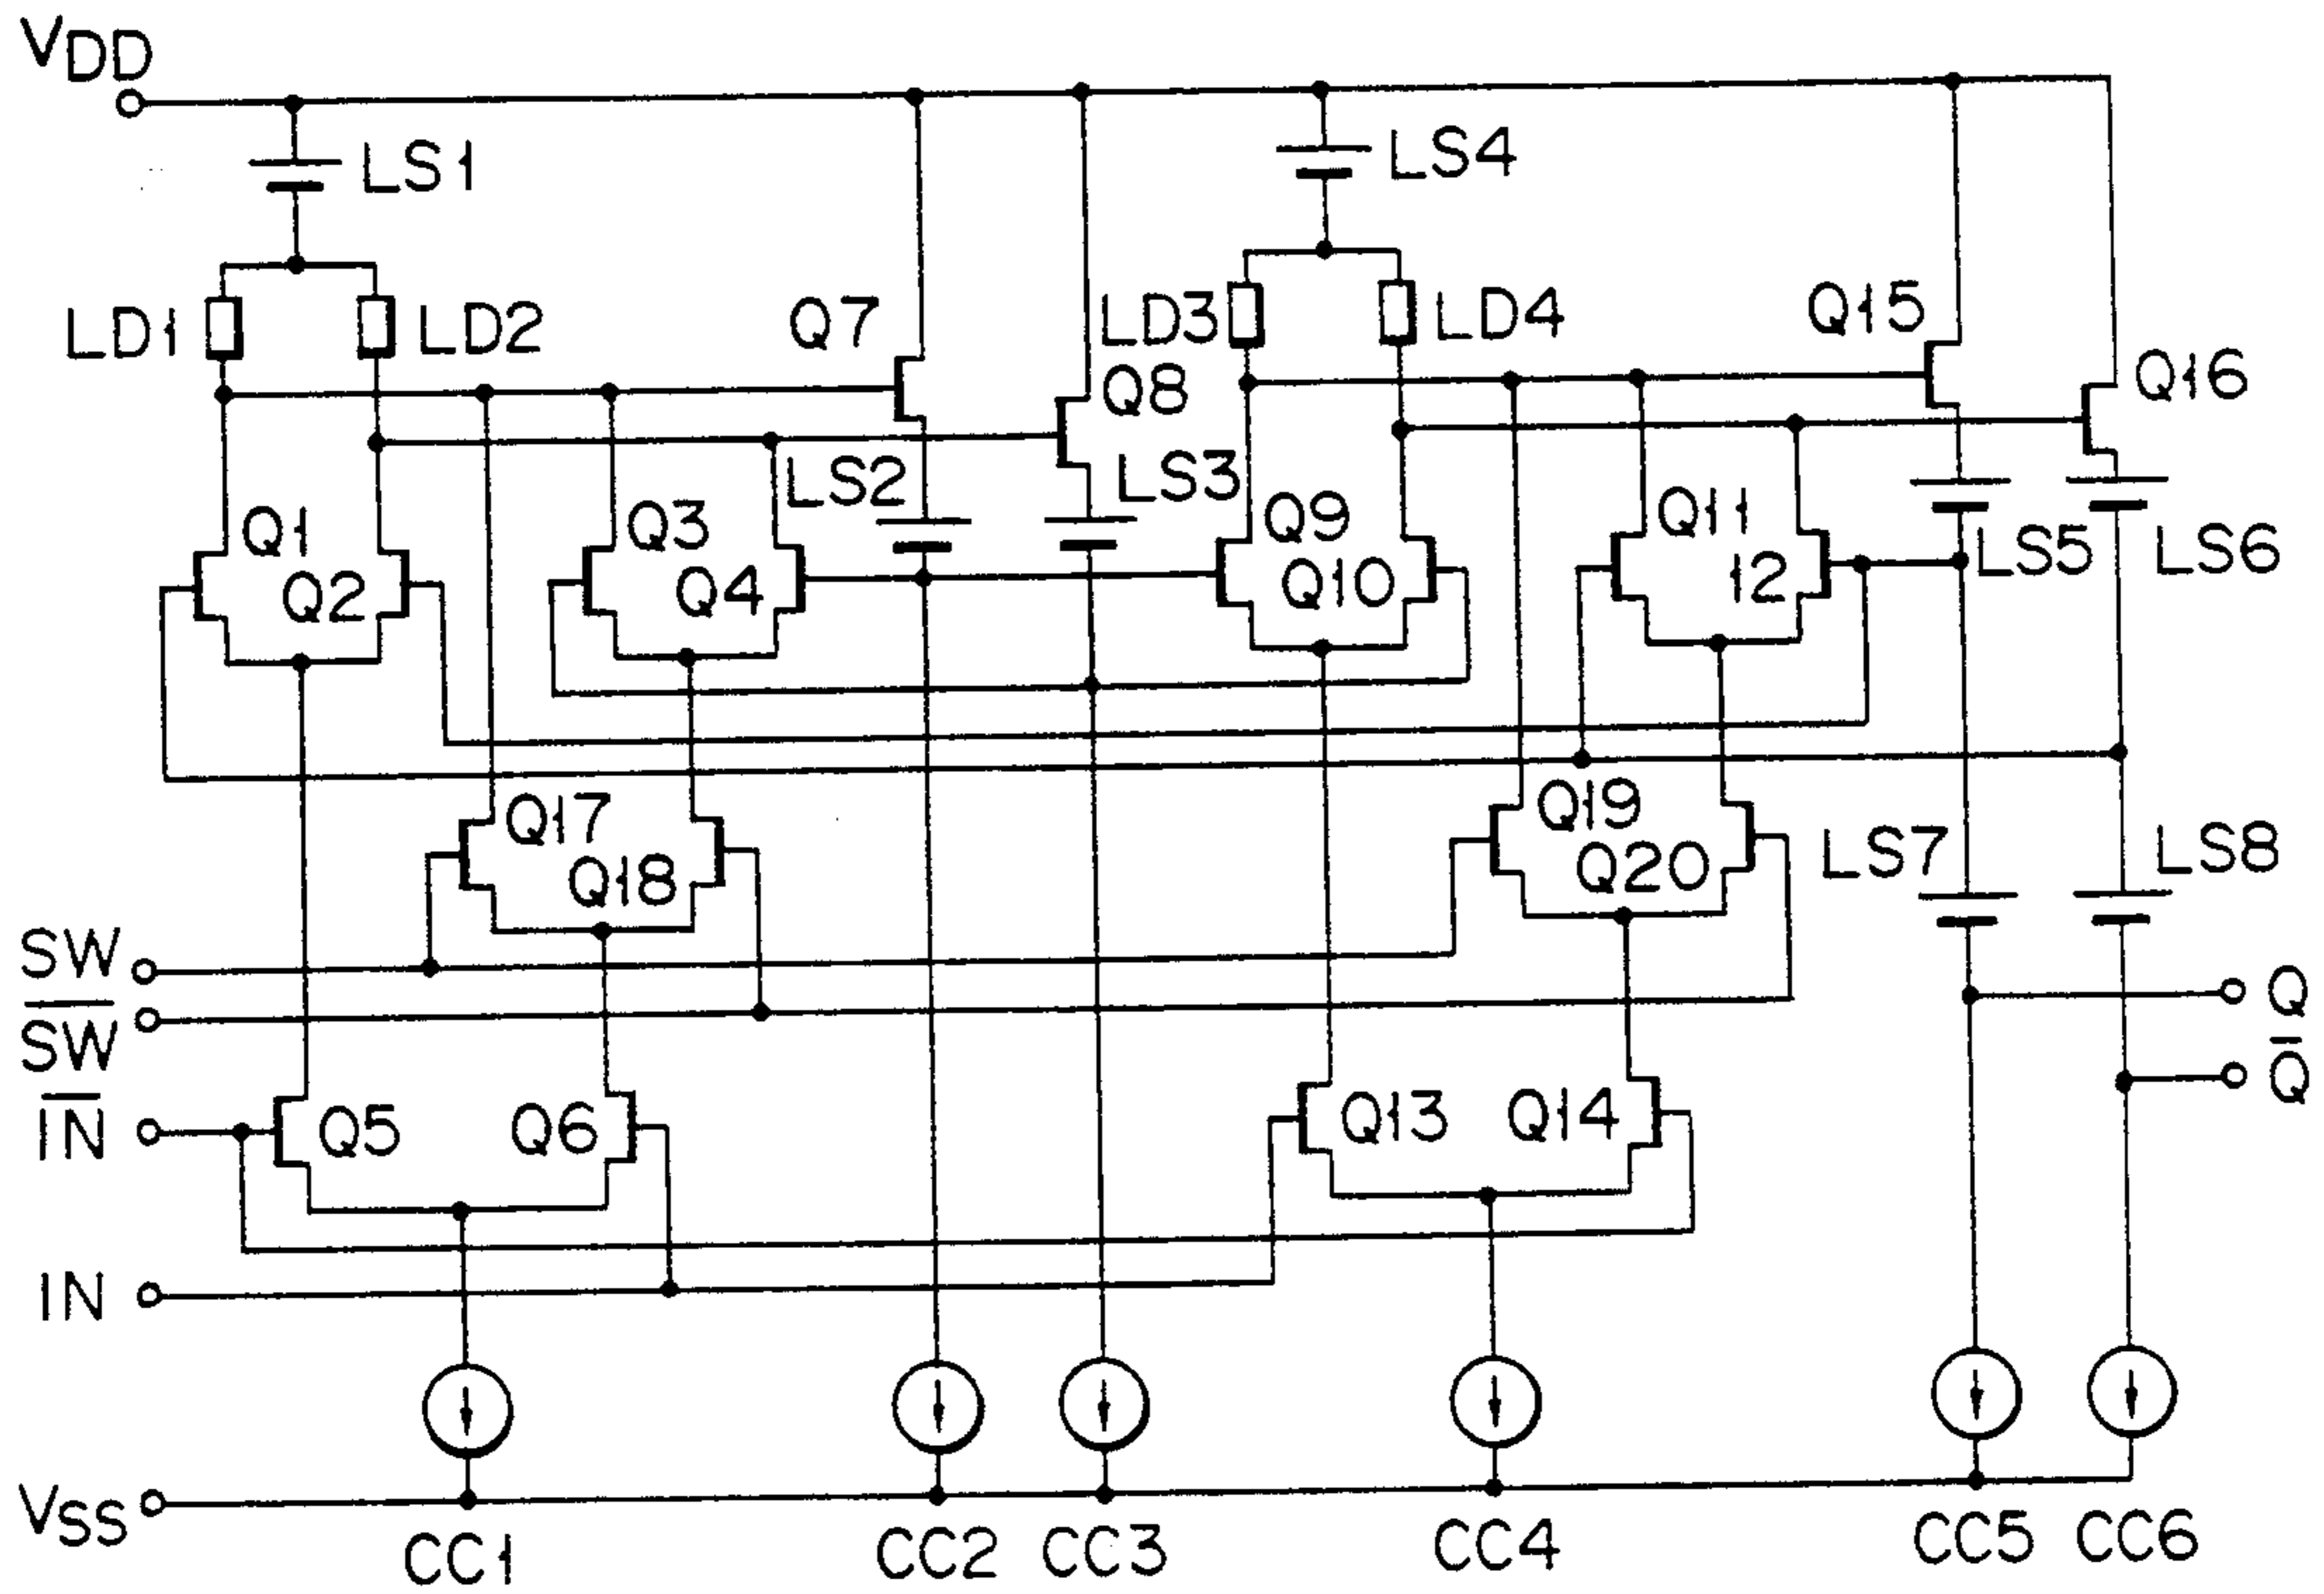 VDD
LS1
LS4
LD1
LD2
Q7
LD3
LD4
Q15
Q8
Q16
LS2
LS3
Q1
Q2
Q3
Q4
Q9
Q10
Q11
12
LS5
LS6
Q17
Q18
Q19
Q20
LS7
LS8
SW
S̅W̅
Q
Q̅
I̅N̅
Q5
Q6
Q13
Q14
IN
VSS
CC1
CC2
CC3
CC4
CC5
CC6